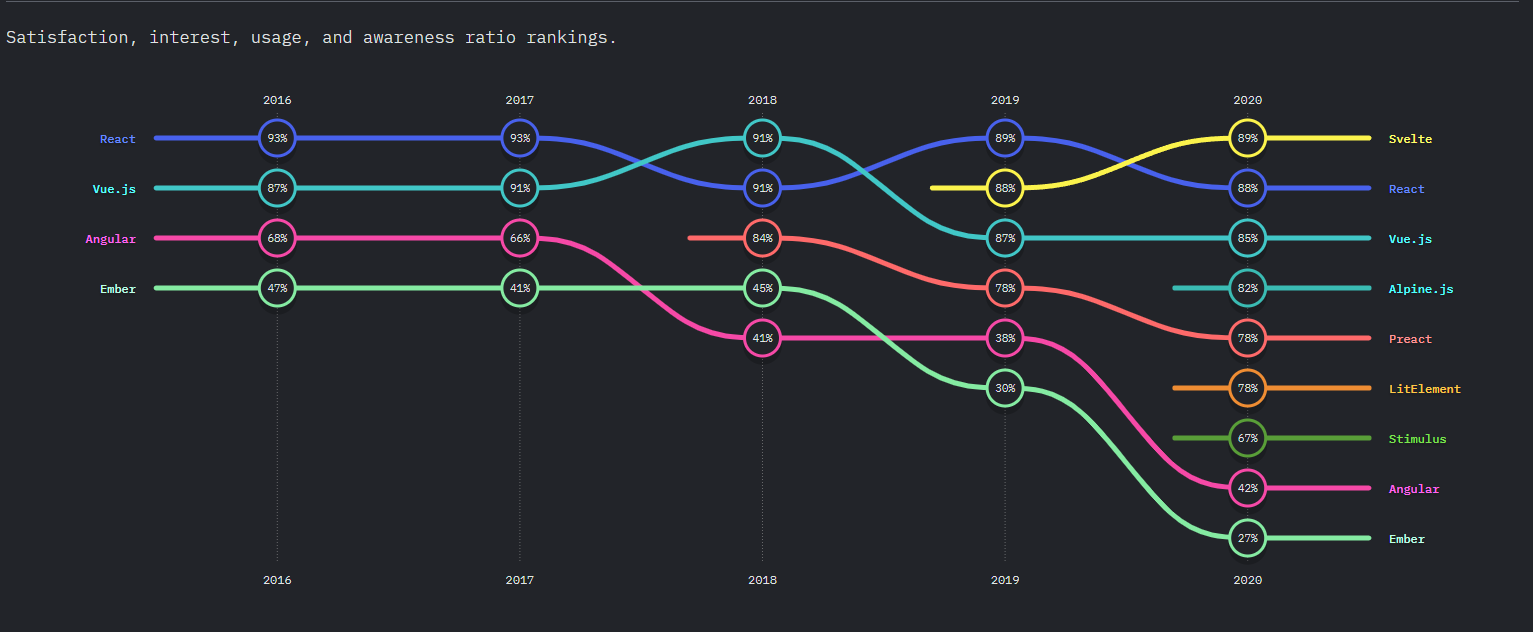 Satisfaction, interest, usage, and awareness ratio rankings.
2016 2017 2018 2019 2020
React 93% 93% 91% 89% 89% Svelte
Vue.js 87% 91% 91% 88% 88% React
Angular 68% 66% 84% 87% 85% Vue.js
Ember 47% 41% 45% 78% 82% Alpine.js
41% 38% 78% Preact
30% 78% LitElement
67% Stimulus
42% Angular
27% Ember
2016 2017 2018 2019 2020